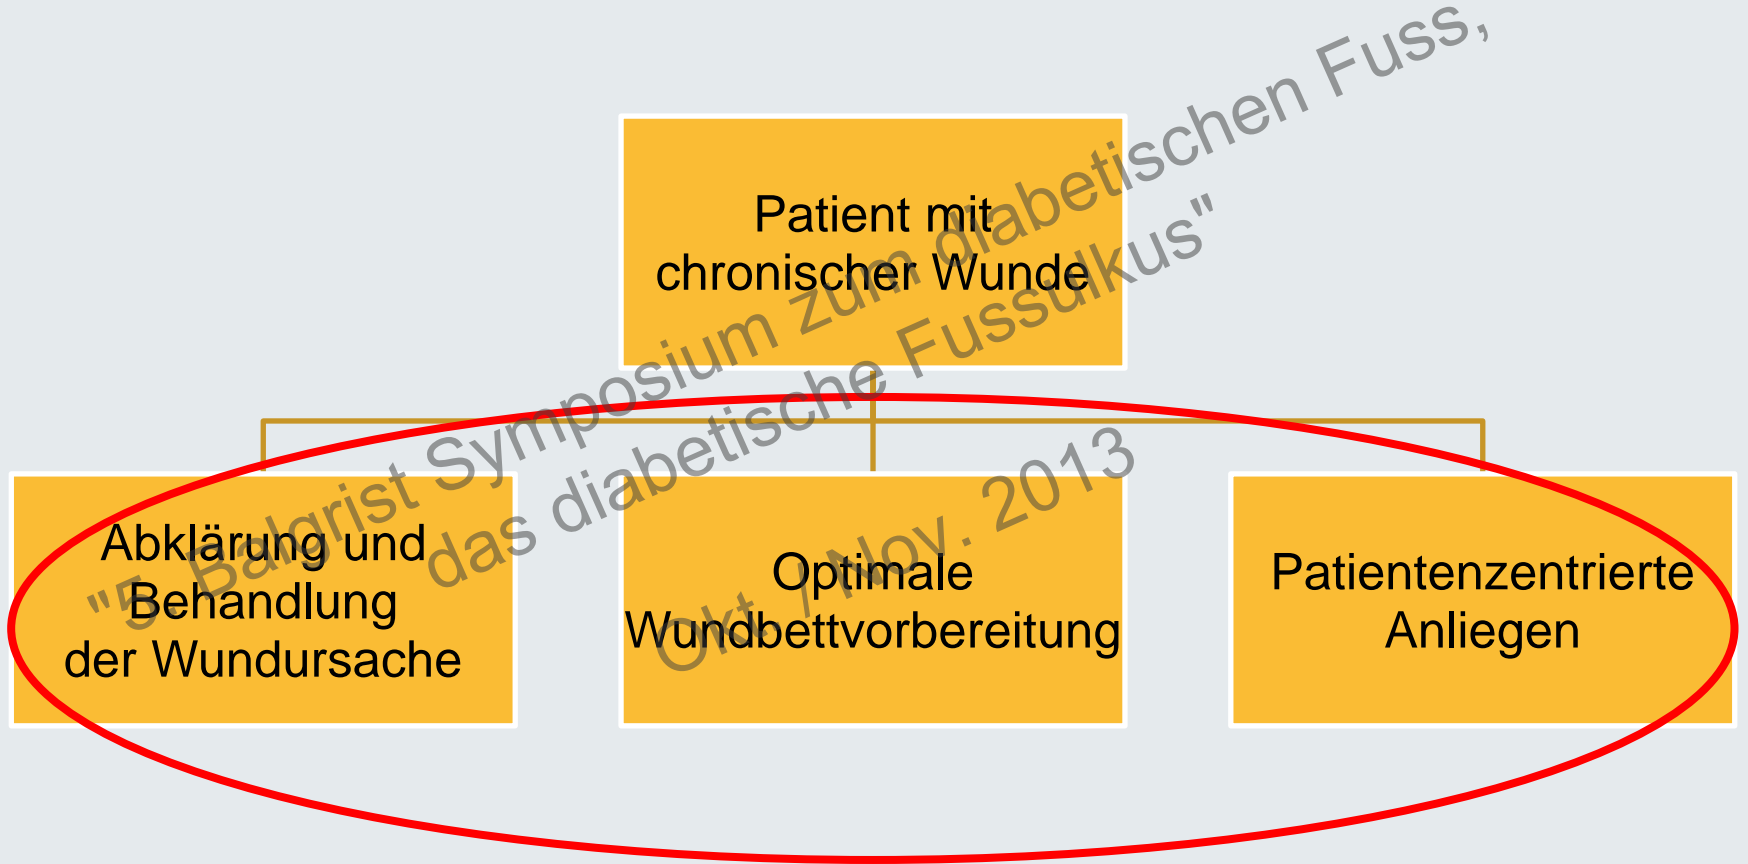 Patient mit
chronischer Wunde
Abklärung und
Behandlung
der Wundursache
Optimale
Wundbettvorbereitung
Patientenzentrierte
Anliegen
"5. Balgrist Symposium zum diabetischen Fuss,
das diabetische Fussulkus"
Okt. / Nov. 2013